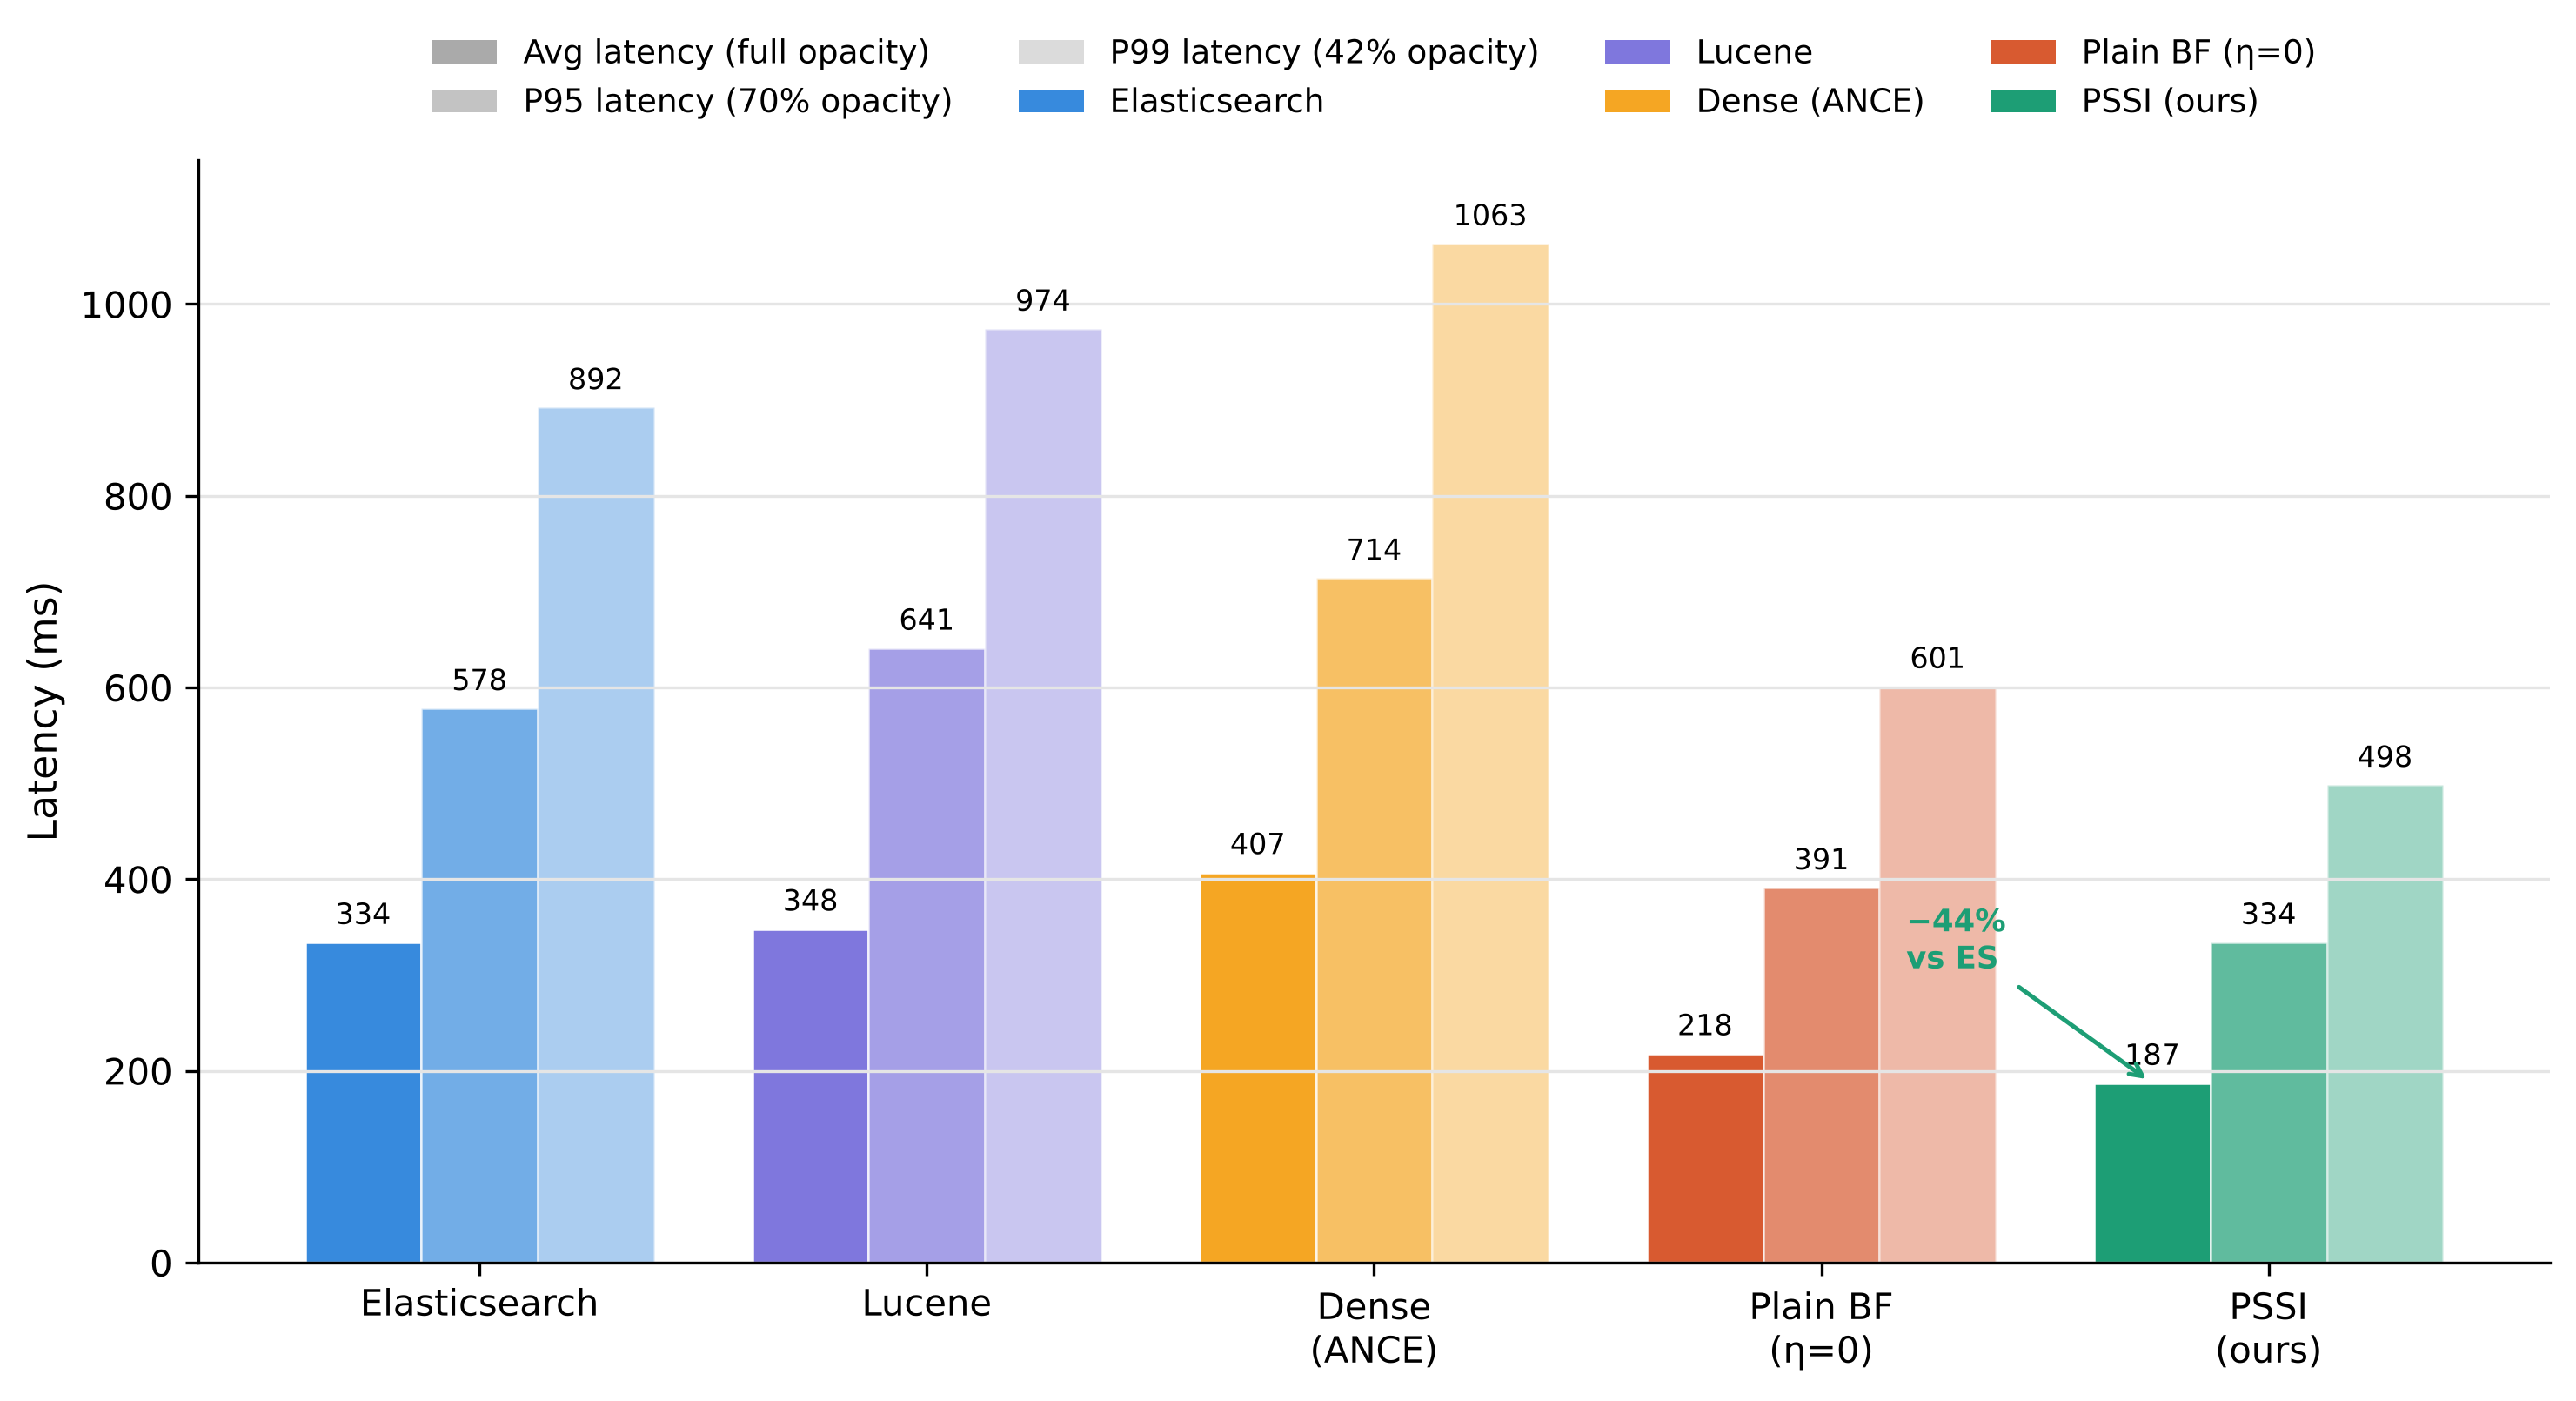 Avg latency (full opacity)
P95 latency (70% opacity)
P99 latency (42% opacity)
Elasticsearch
Lucene
Dense (ANCE)
Plain BF (η=0)
PSSI (ours)
Latency (ms)
1000
800
600
400
200
0
334
578
892
348
641
974
407
714
1063
218
391
601
−44%
vs ES
187
334
498
Elasticsearch
Lucene
Dense
(ANCE)
Plain BF
(η=0)
PSSI
(ours)